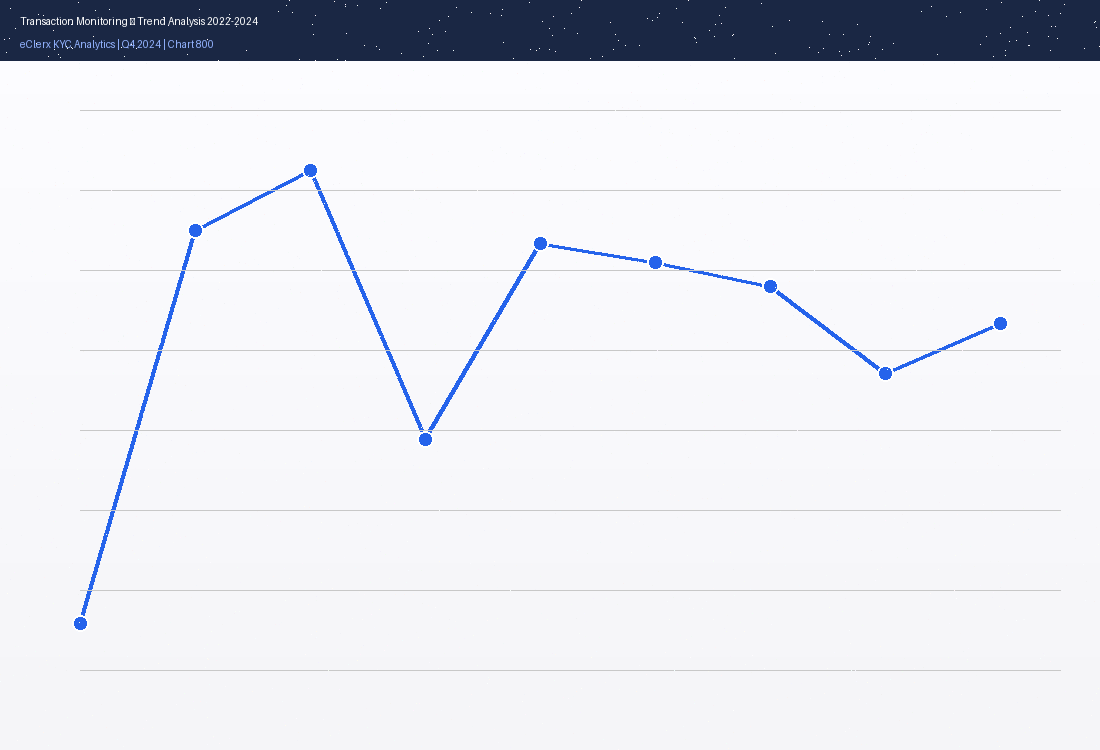 Transaction Monitoring ▯ Trend Analysis 2022-2024
eClerx KYC Analytics | Q4 2024 | Chart 800